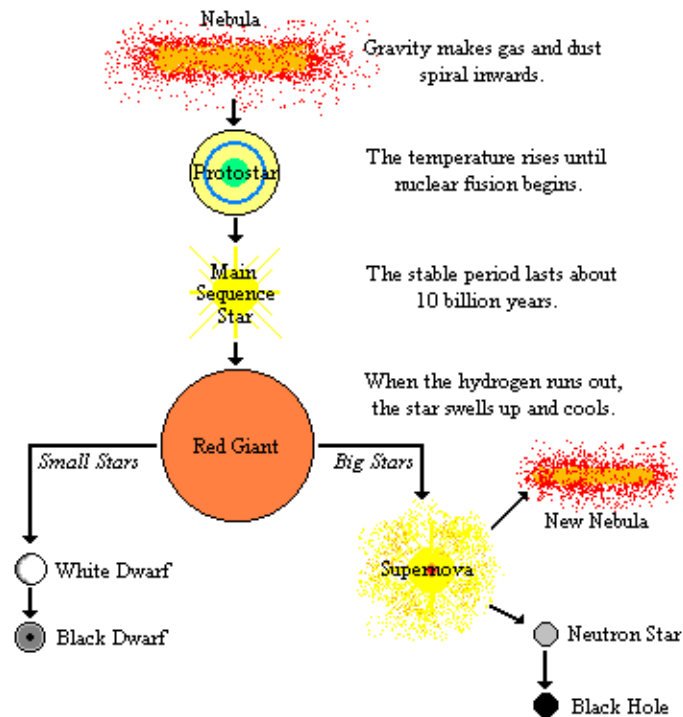 Nebula
Gravity makes gas and dust
spiral inwards.
Protostar
The temperature rises until
nuclear fusion begins.
Main
Sequence
Star
The stable period lasts about
10 billion years.
When the hydrogen runs out,
the star swells up and cools.
Red Giant
Small Stars
Big Stars
New Nebula
Supernova
White Dwarf
Black Dwarf
Neutron Star
Black Hole